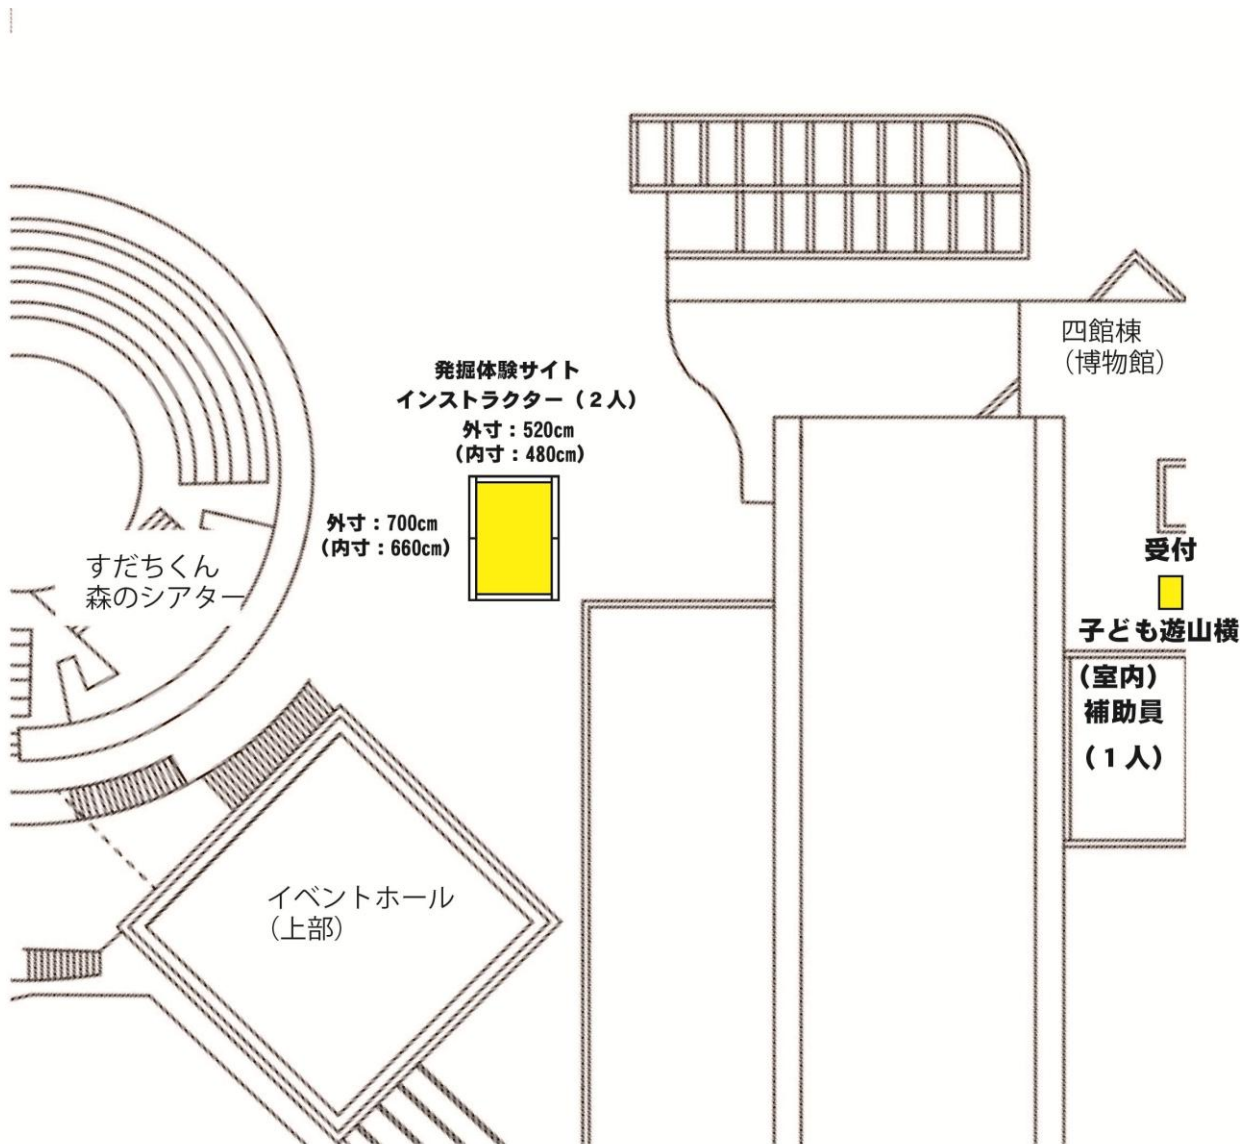 四館棟
（博物館）
発掘体験サイト
インストラクター（２人）
外寸：520cm
（内寸：480cm）
外寸：700cm
（内寸：660cm）
すだちくん
森のシアター
受付
子ども遊山横
（室内）
補助員
（１人）
イベントホール
（上部）